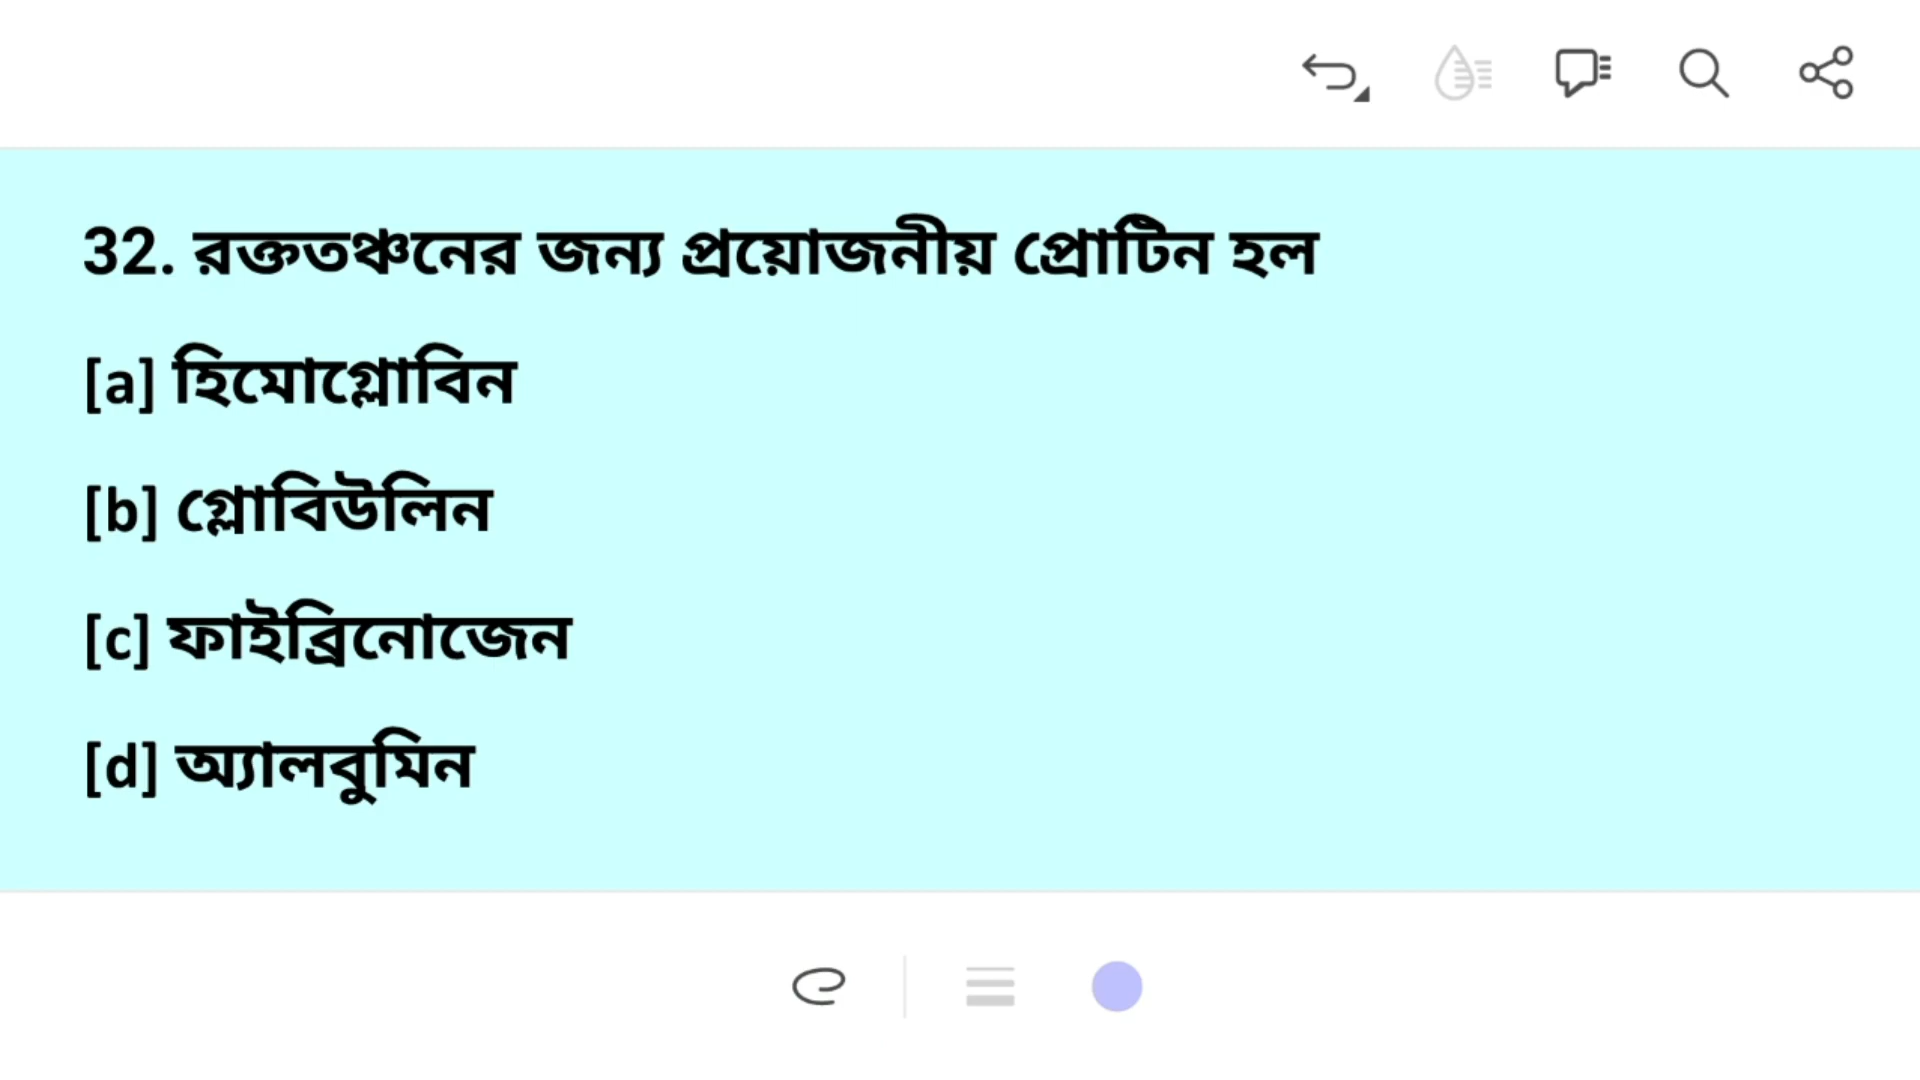 32. রক্ততঞ্চনের জন্য প্রয়োজনীয় প্রোটিন হল
[a] হিমোগ্লোবিন
[b] গ্লোবিউলিন
[c] ফাইব্রিনোজেন
[d] অ্যালবুমিন